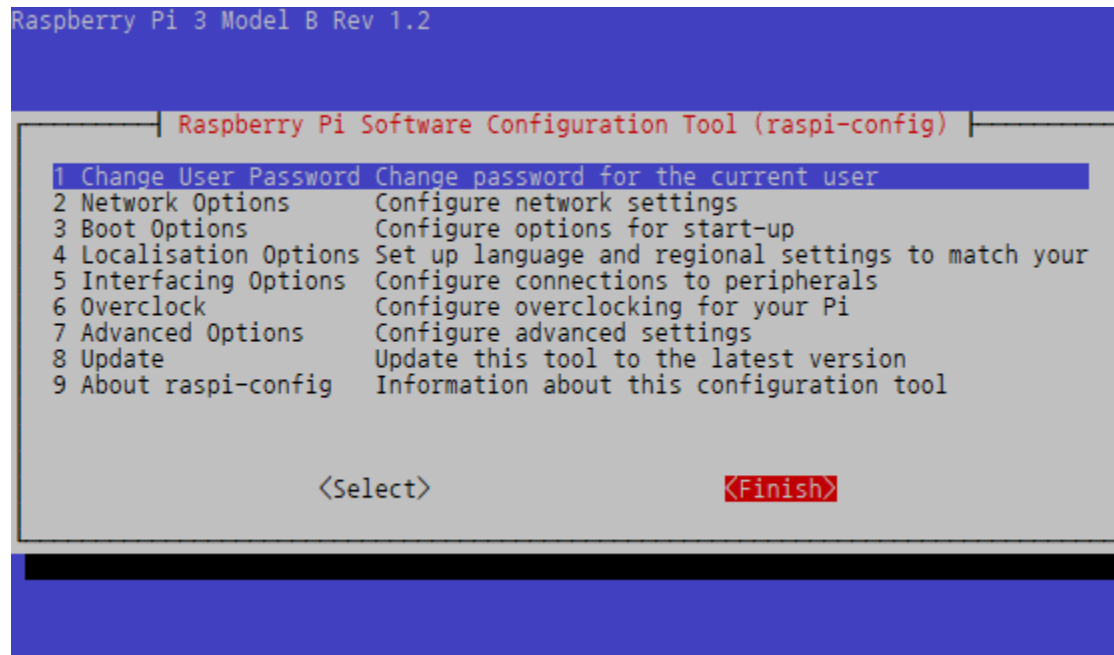 Raspberry Pi 3 Model B Rev 1.2
Raspberry Pi Software Configuration Tool (raspi-config)
1 Change User Password Change password for the current user
2 Network Options Configure network settings
3 Boot Options Configure options for start-up
4 Localisation Options Set up language and regional settings to match your
5 Interfacing Options Configure connections to peripherals
6 Overclock Configure overclocking for your Pi
7 Advanced Options Configure advanced settings
8 Update Update this tool to the latest version
9 About raspi-config Information about this configuration tool
<Select> <Finish>